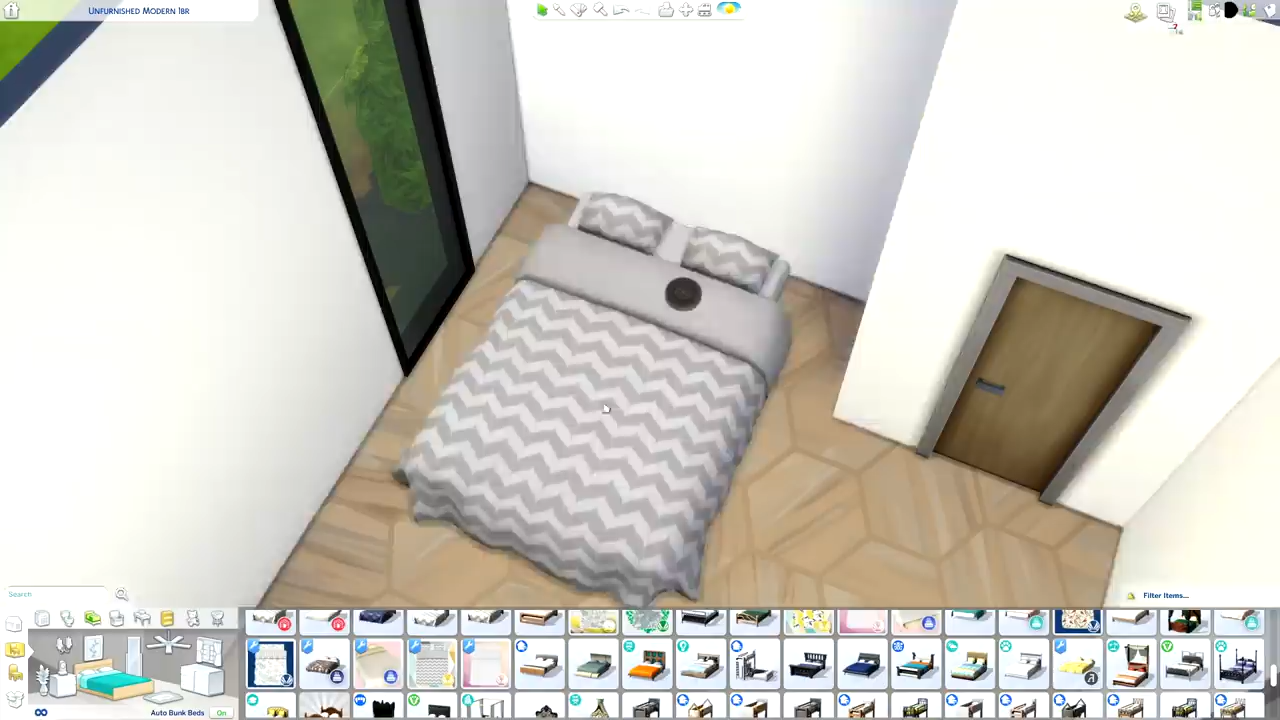 Unfurnished Modern 1br
Search
Filter Items...
Auto Bunk Beds
On